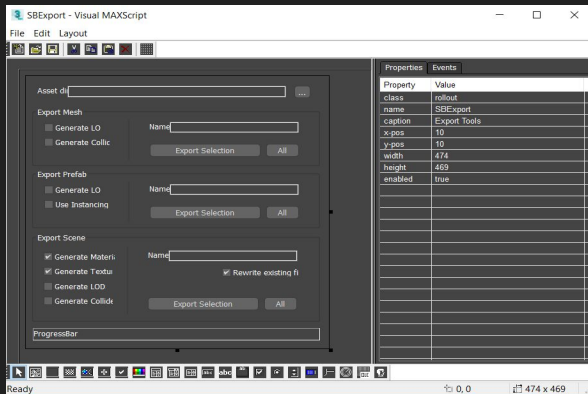 SBExport - Visual MAXScript
File Edit Layout
Asset di
...
Export Mesh
Generate LO
Name
Generate Collic
Export Selection All
Export Prefab
Generate LO
Name
Use Instancing
Export Selection All
Export Scene
Generate Materi
Name
Generate Textu
Rewrite existing fi
Generate LOD
Generate Collide
Export Selection All
ProgressBar
Properties Events
Property Value
class rollout
name SBExport
caption Export Tools
x-pos 10
y-pos 10
width 474
height 469
enabled true
abc
Ready
0, 0
474 x 469